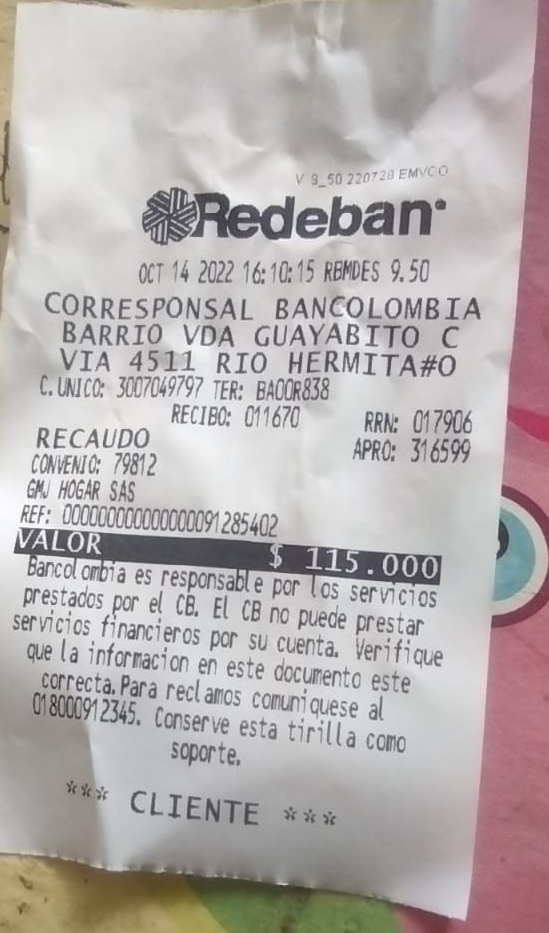 V 9_50 220728 EMVCO
Redeban
OCT 14 2022 16:10:15 RBMDES 9.50
CORRESPONSAL BANCOLOMBIA
BARRIO VDA GUAYABITO C
VIA 4511 RIO HERMITA#O
C.UNICO: 3007049797 TER: BAOOR838
RECIBO: 011670 RRN: 017906
RECAUDO APRO: 316599
CONVENIO: 79812
GMJ HOGAR SAS
REF: 000000000000000091285402
VALOR $ 115.000
Bancolombia es responsable por los servicios
prestados por el CB. El CB no puede prestar
servicios financieros por su cuenta. Verifique
que la informacion en este documento este
correcta.Para reclamos comuniquese al
018000912345. Conserve esta tirilla como
soporte.
*** CLIENTE ***